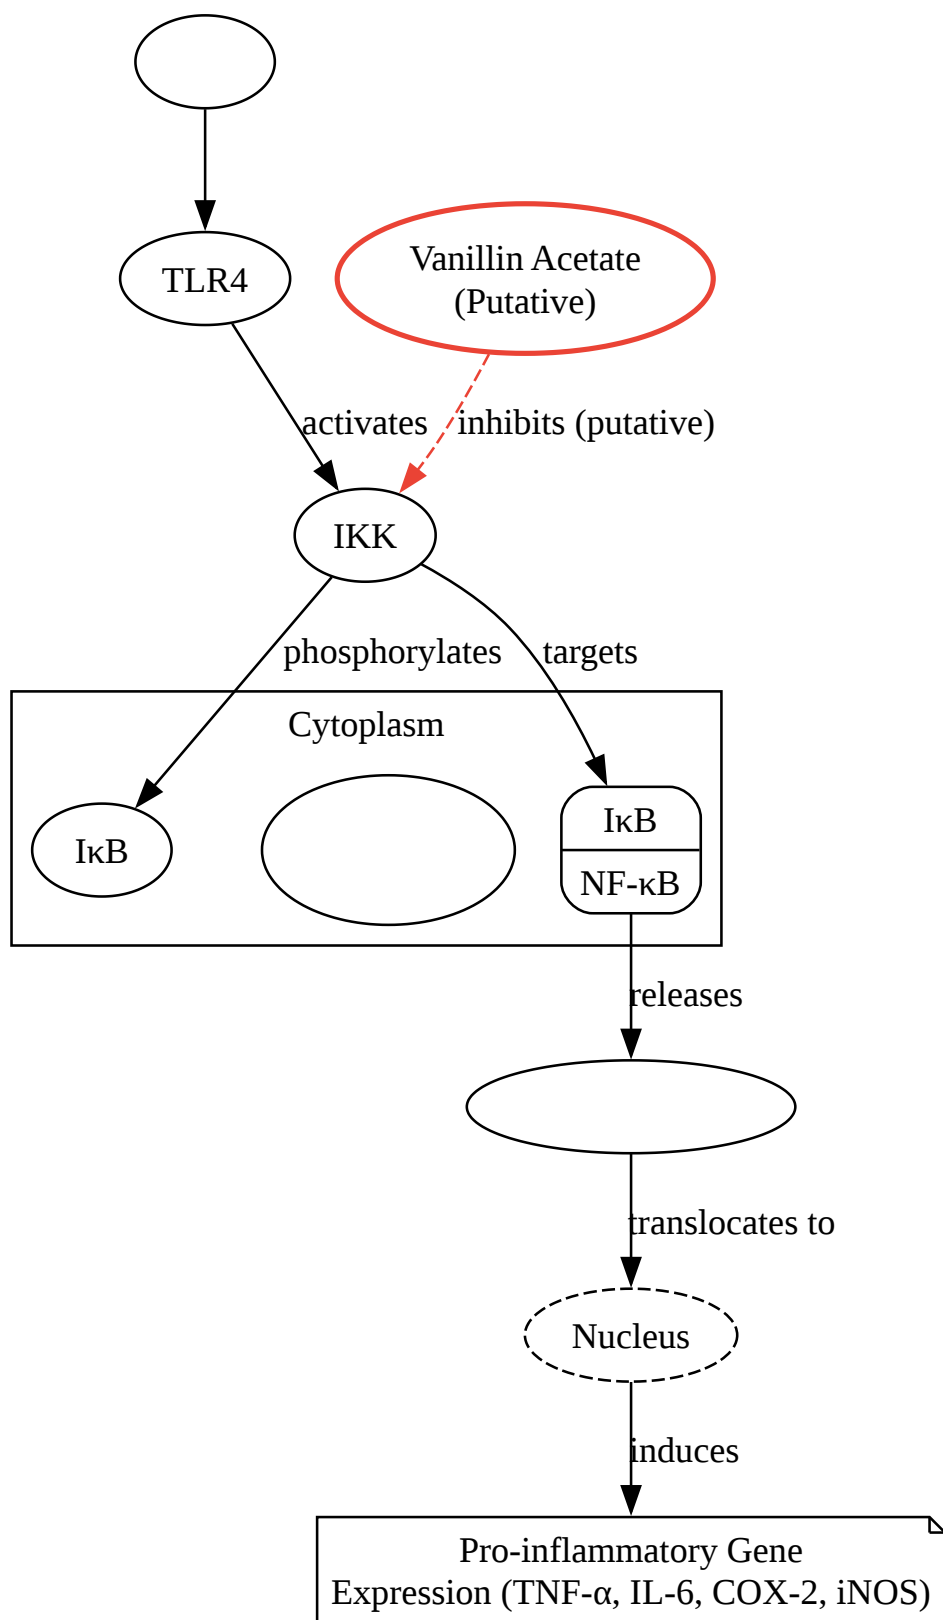 TLR4
Vanillin Acetate
(Putative)
activates
inhibits (putative)
IKK
phosphorylates
targets
Cytoplasm
IκB
IκB
NF-κB
releases
translocates to
Nucleus
induces
Pro-inflammatory Gene
Expression (TNF-α, IL-6, COX-2, iNOS)